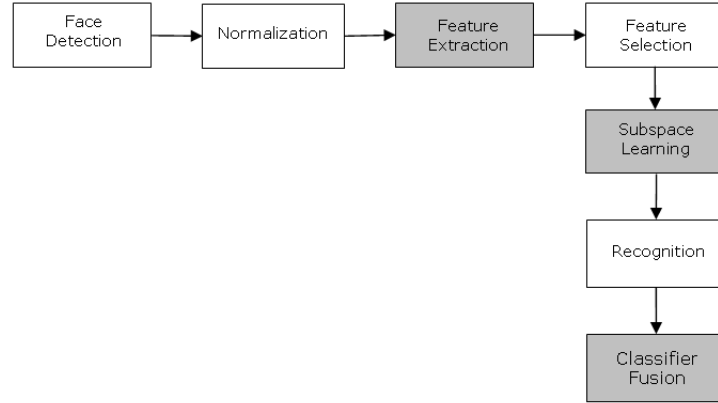 Face
Detection
Normalization
Feature
Extraction
Feature
Selection
Subspace
Learning
Recognition
Classifier
Fusion